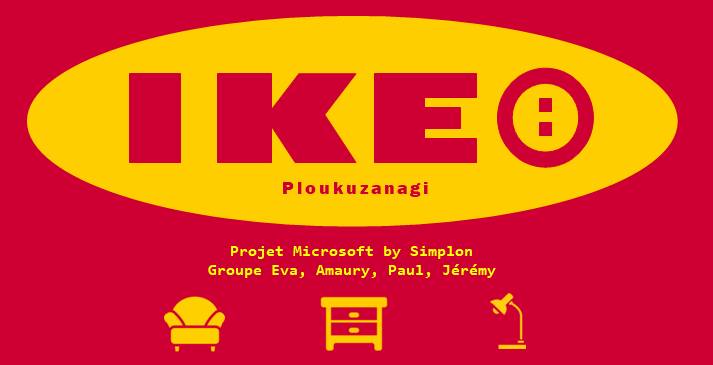 IKEO
Ploukuzanagi
Projet Microsoft by Simplon
Groupe Eva, Amaury, Paul, Jérémy